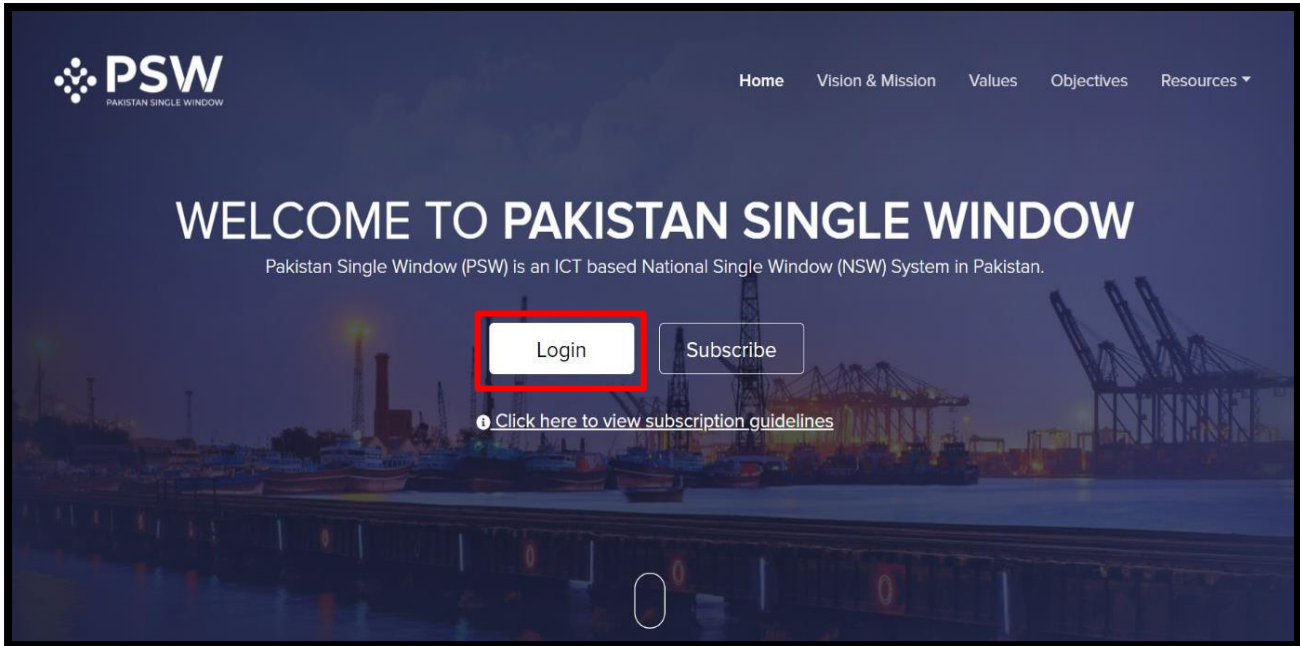 PSW
PAKISTAN SINGLE WINDOW
Home Vision & Mission Values Objectives Resources
WELCOME TO PAKISTAN SINGLE WINDOW
Pakistan Single Window (PSW) is an ICT based National Single Window (NSW) System in Pakistan.
Login Subscribe
Click here to view subscription guidelines